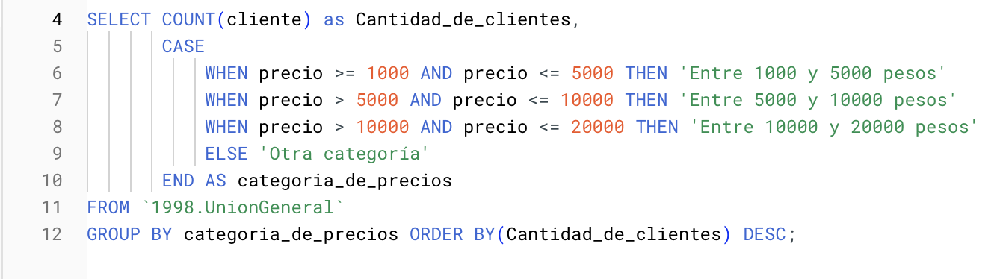 4 SELECT COUNT(cliente) as Cantidad_de_clientes,
5 CASE
6 WHEN precio >= 1000 AND precio <= 5000 THEN 'Entre 1000 y 5000 pesos'
7 WHEN precio > 5000 AND precio <= 10000 THEN 'Entre 5000 y 10000 pesos'
8 WHEN precio > 10000 AND precio <= 20000 THEN 'Entre 10000 y 20000 pesos'
9 ELSE 'Otra categoría'
10 END AS categoria_de_precios
11 FROM `1998.UnionGeneral`
12 GROUP BY categoria_de_precios ORDER BY(Cantidad_de_clientes) DESC;